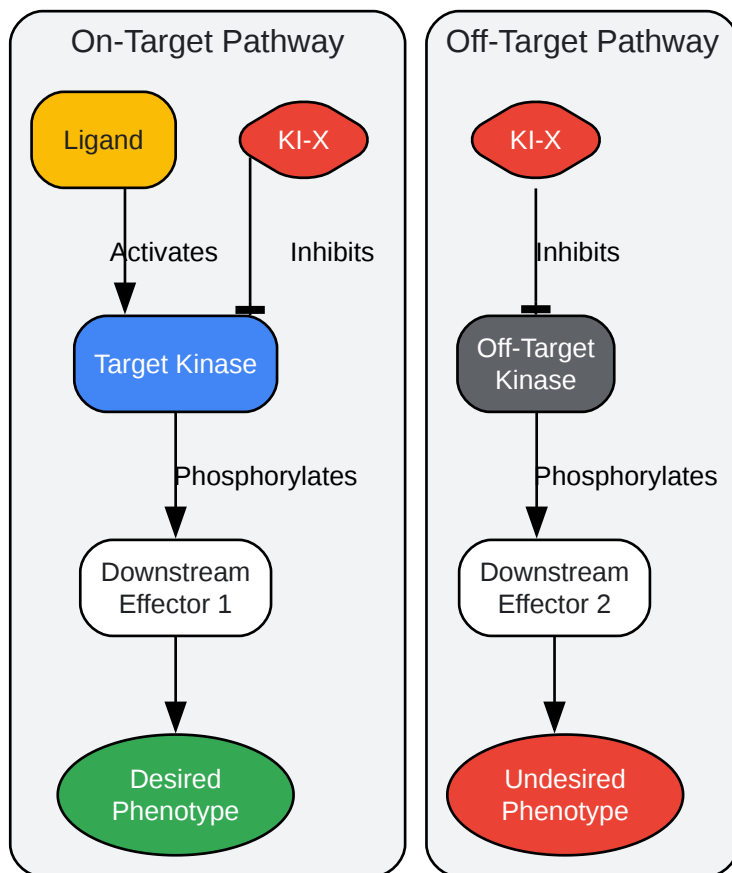 On-Target Pathway
Ligand
KI-X
Activates
Inhibits
Target Kinase
Phosphorylates
Downstream
Effector 1
Desired
Phenotype
Off-Target Pathway
KI-X
Inhibits
Off-Target
Kinase
Phosphorylates
Downstream
Effector 2
Undesired
Phenotype